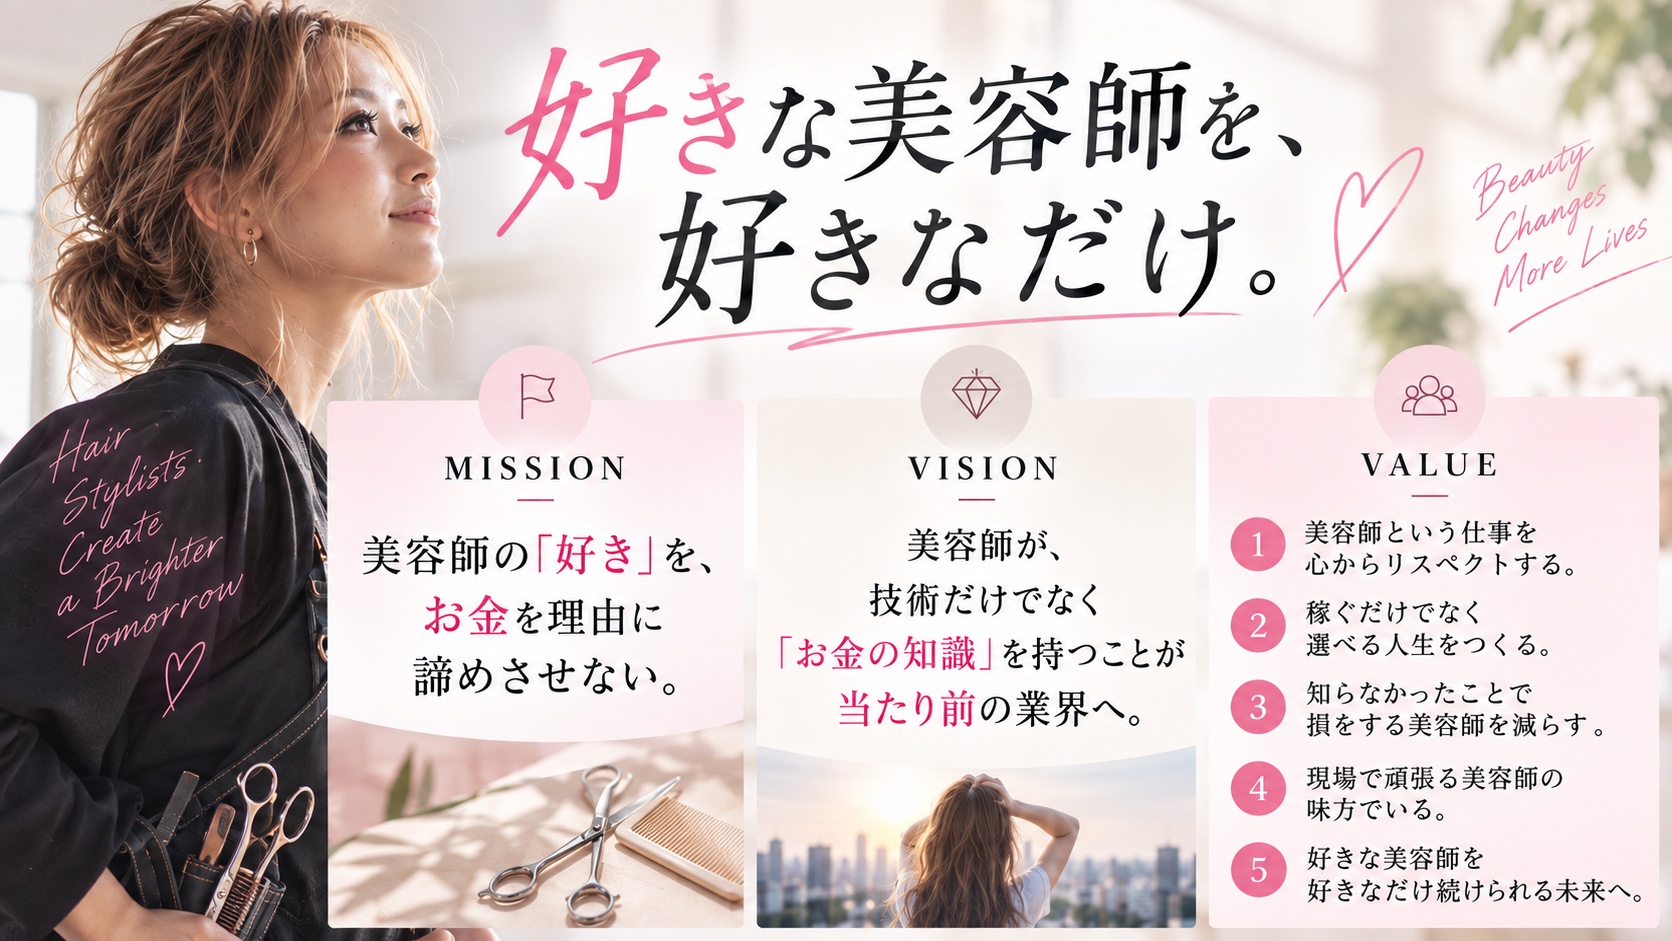 好きな美容師を、
好きなだけ。
Beauty
Changes
More Lives
Hair
Stylists
Create
a Brighter
Tomorrow
MISSION
美容師の「好き」を、
お金を理由に
諦めさせない。
VISION
美容師が、
技術だけでなく
「お金の知識」を持つことが
当たり前の業界へ。
VALUE
1 美容師という仕事を
心からリスペクトする。
2 稼ぐだけでなく
選べる人生をつくる。
3 知らなかったことで
損をする美容師を減らす。
4 現場で頑張る美容師の
味方でいる。
5 好きな美容師を
好きなだけ続けられる未来へ。